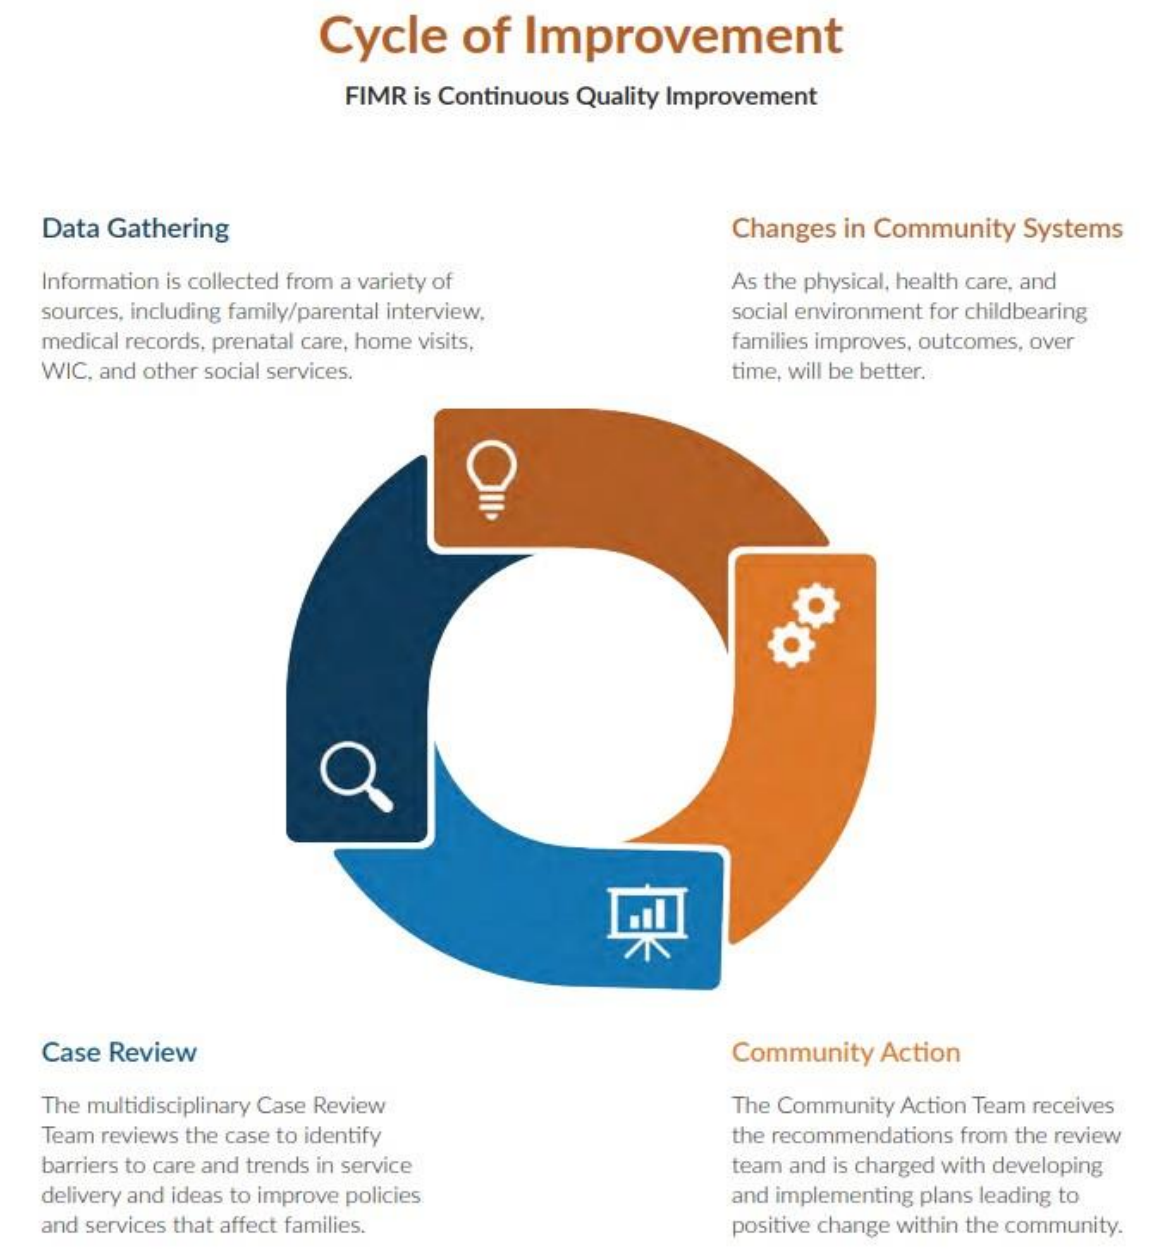 Cycle of Improvement
FIMR is Continuous Quality Improvement
Data Gathering
Information is collected from a variety of
sources, including family/parental interview,
medical records, prenatal care, home visits,
WIC, and other social services.
Changes in Community Systems
As the physical, health care, and
social environment for childbearing
families improves, outcomes, over
time, will be better.
Case Review
The multidisciplinary Case Review
Team reviews the case to identify
barriers to care and trends in service
delivery and ideas to improve policies
and services that affect families.
Community Action
The Community Action Team receives
the recommendations from the review
team and is charged with developing
and implementing plans leading to
positive change within the community.